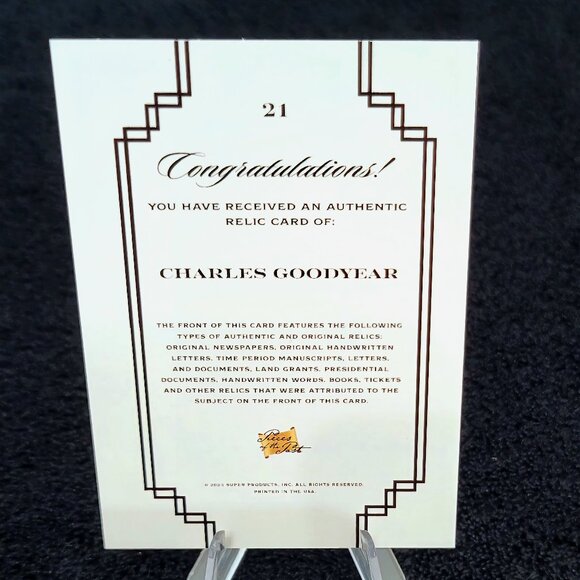 21
Congratulations!
YOU HAVE RECEIVED AN AUTHENTIC
RELIC CARD OF:
CHARLES GOODYEAR
THE FRONT OF THIS CARD FEATURES THE FOLLOWING
TYPES OF AUTHENTIC AND ORIGINAL RELICS:
ORIGINAL NEWSPAPERS, ORIGINAL HANDWRITTEN
LETTERS, TIME PERIOD MANUSCRIPTS, LETTERS,
AND DOCUMENTS, LAND GRANTS, PRESIDENTIAL
DOCUMENTS, HANDWRITTEN WORDS, BOOKS, TICKETS
AND OTHER RELICS THAT WERE ATTRIBUTED TO THE
SUBJECT ON THE FRONT OF THIS CARD.
Pieces
of the Past
© SUPER PRODUCTS, INC. ALL RIGHTS RESERVED.
PRINTED IN THE USA.